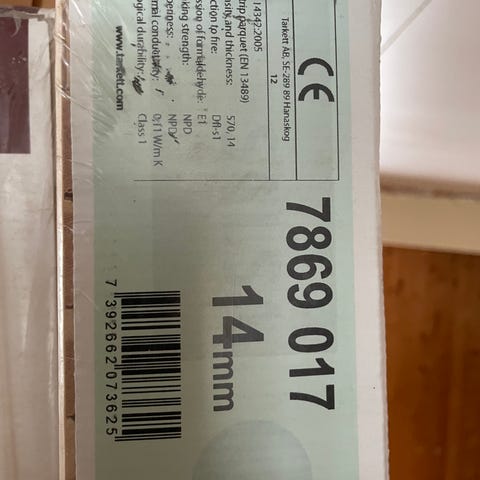 CE
Tarkett AB, SE-289 89 Hanaskog
12
14342:2005
parquet (EN 13489)
and thickness: 570, 14
to fire: Dfl-s1
of formaldehyde: E1
strength: NPD
NPD
0,11 W/m K
durability: Class 1
www.tarkett.com
7869 017
14mm
7 392662 073625